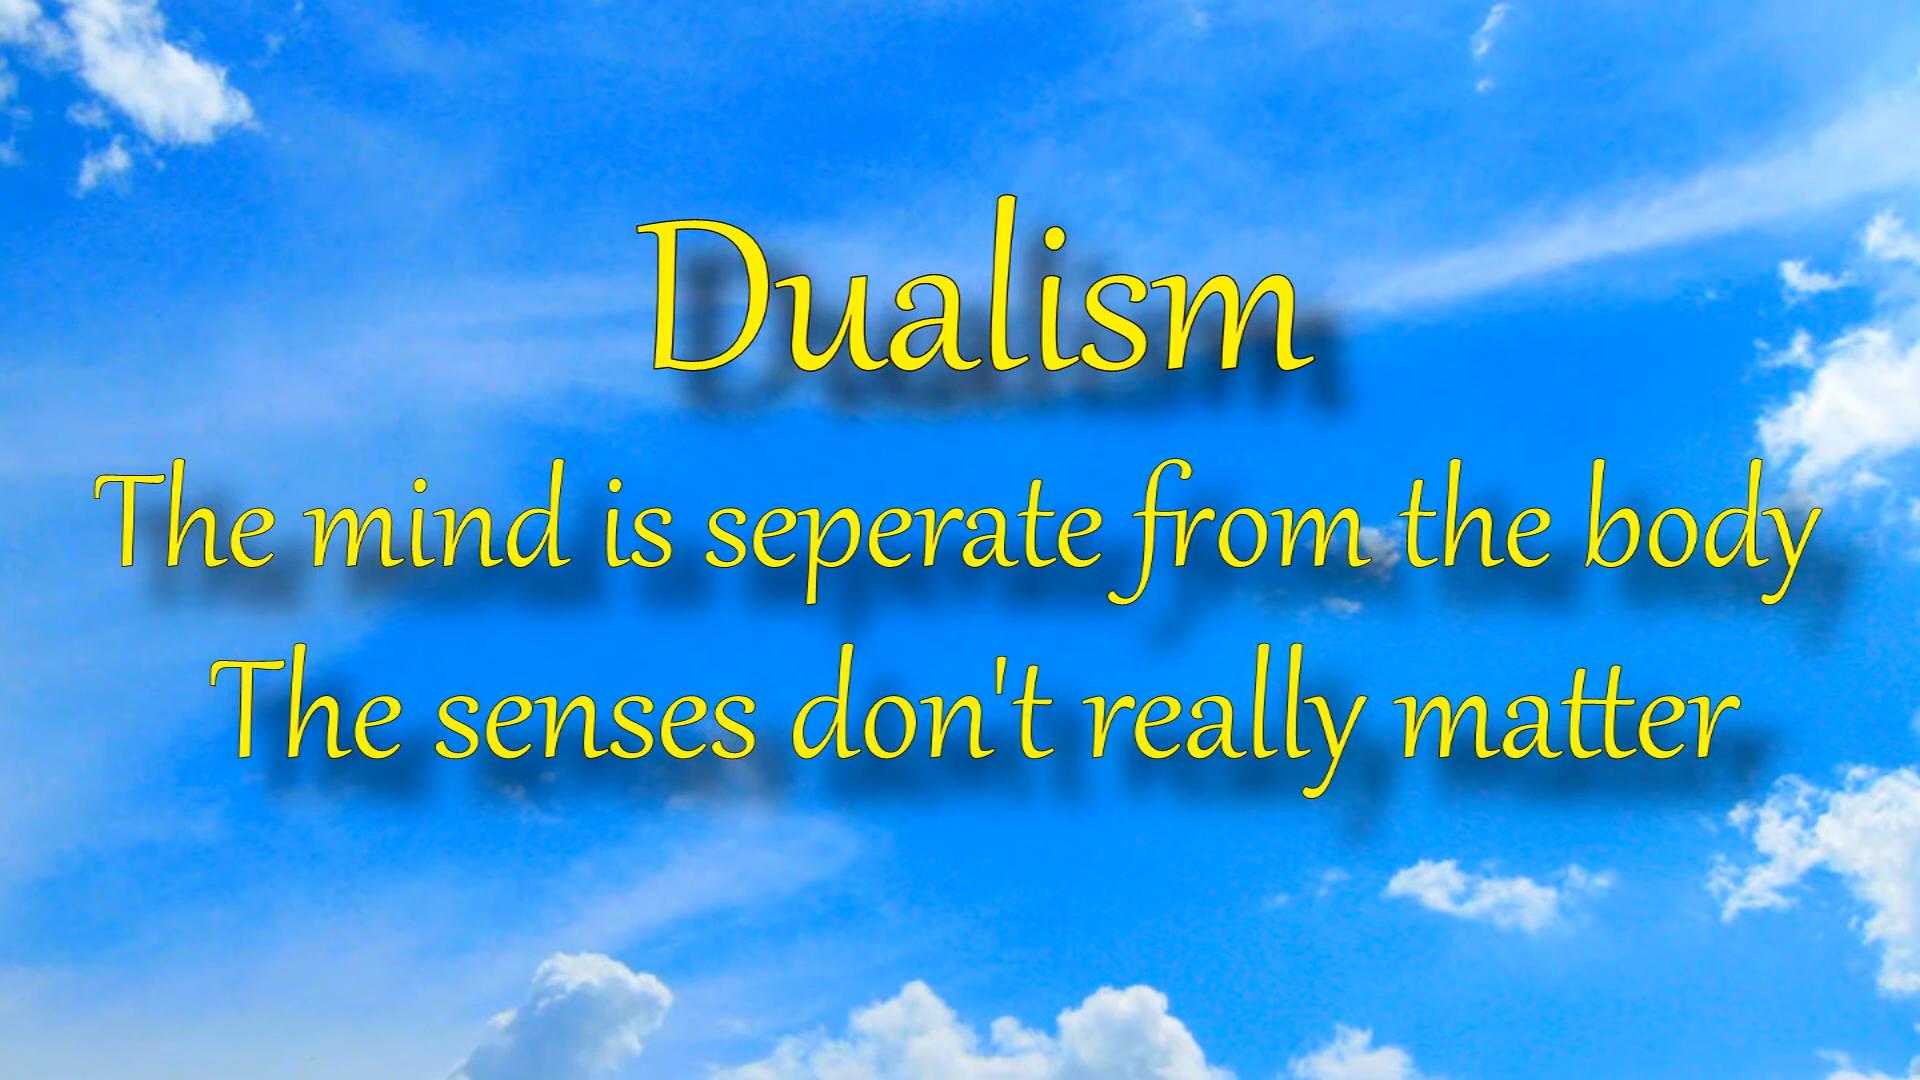 Dualism
The mind is seperate from the body
The senses don't really matter